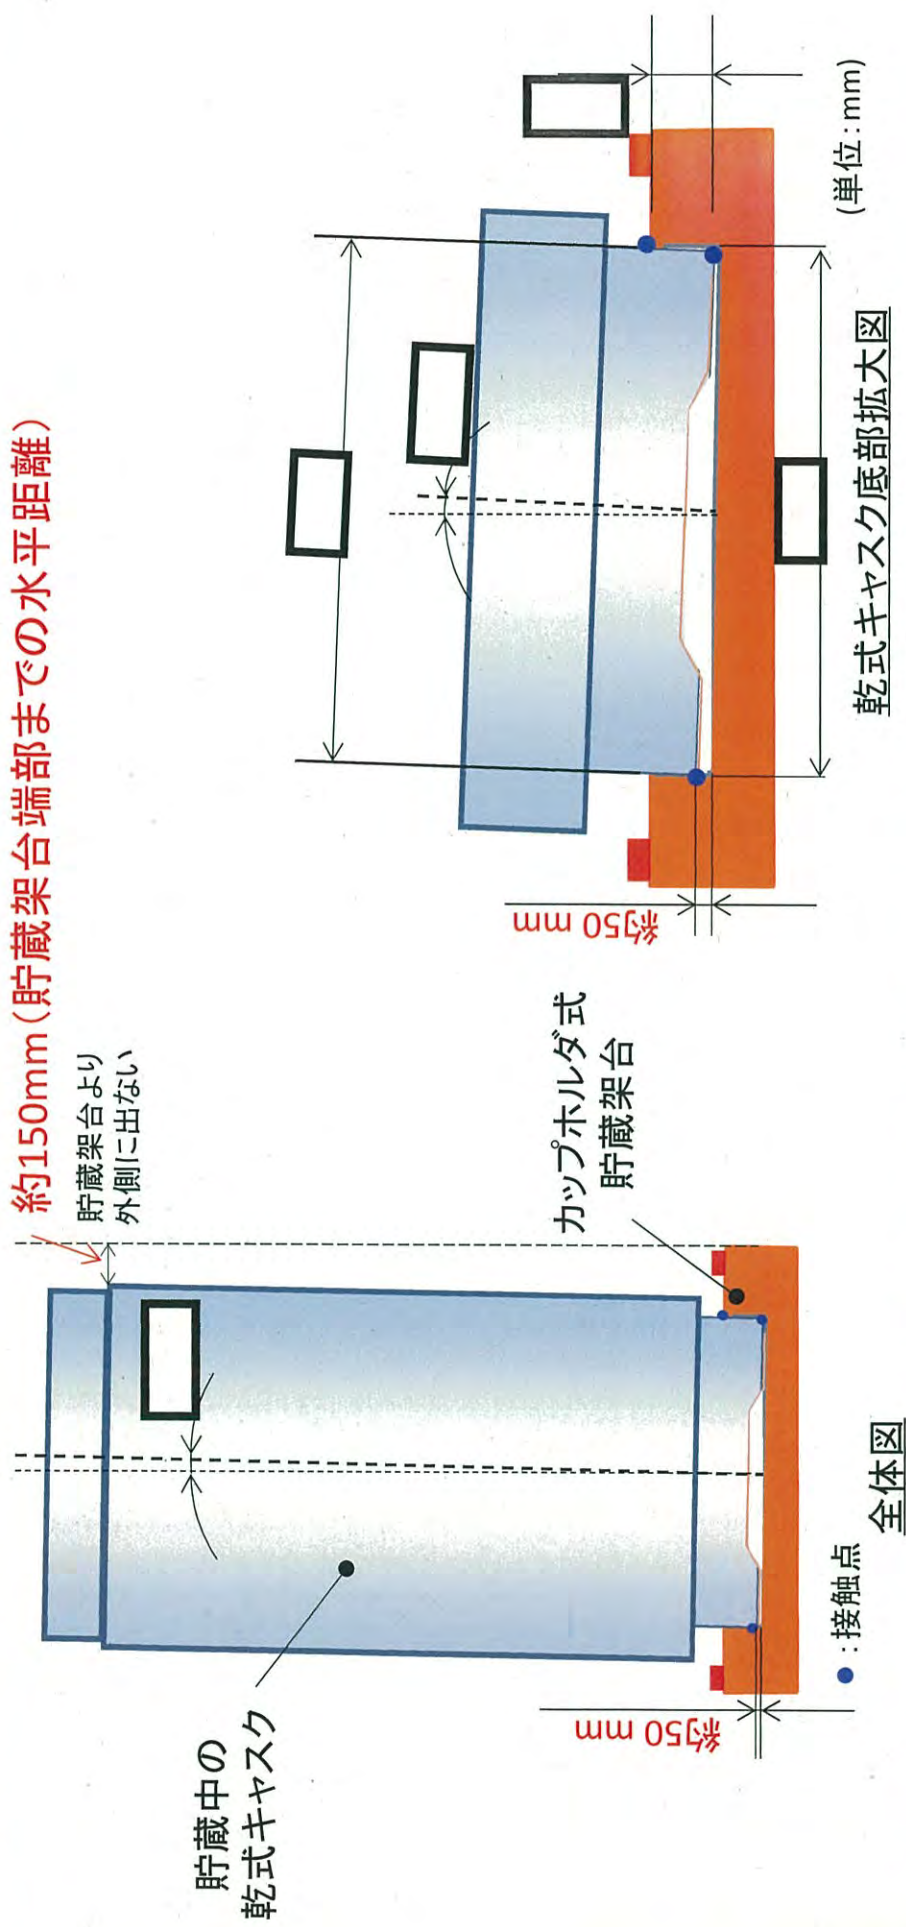 約150mm(貯蔵架台端部までの水平距離)
貯蔵架台より
外側に出ない
貯蔵中の
乾式キャスク
カップホルダ式
貯蔵架台
約50 mm
●:接触点
全体図
約50 mm
(単位:mm)
乾式キャスク底部拡大図